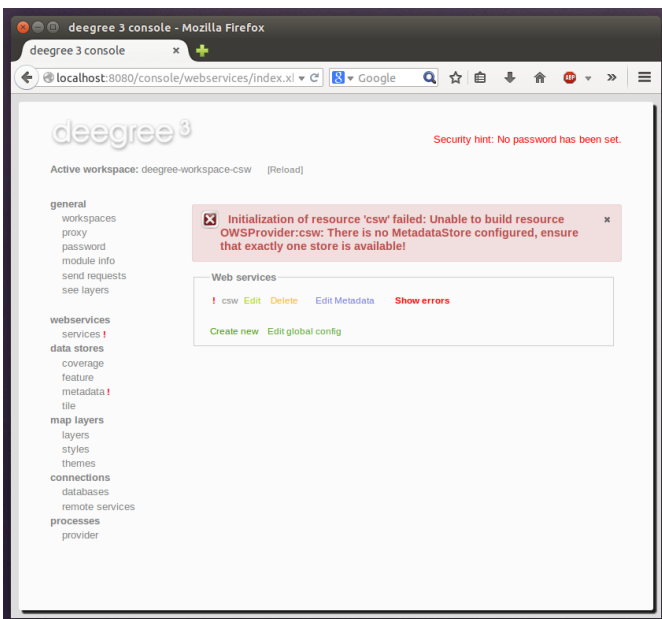 deegree 3 console - Mozilla Firefox
deegree 3 console
localhost:8080/console/webservices/index.x
Google
ABP
deegree 3
Security hint: No password has been set.
Active workspace: deegree-workspace-csw [Reload]
general
workspaces
proxy
password
module info
send requests
see layers
webservices
services !
data stores
coverage
feature
metadata !
tile
map layers
layers
styles
themes
connections
databases
remote services
processes
provider
Initialization of resource 'csw' failed: Unable to build resource
OWSProvider:csw: There is no MetadataStore configured, ensure
that exactly one store is available!
Web services
! csw Edit Delete Edit Metadata Show errors
Create new Edit global config